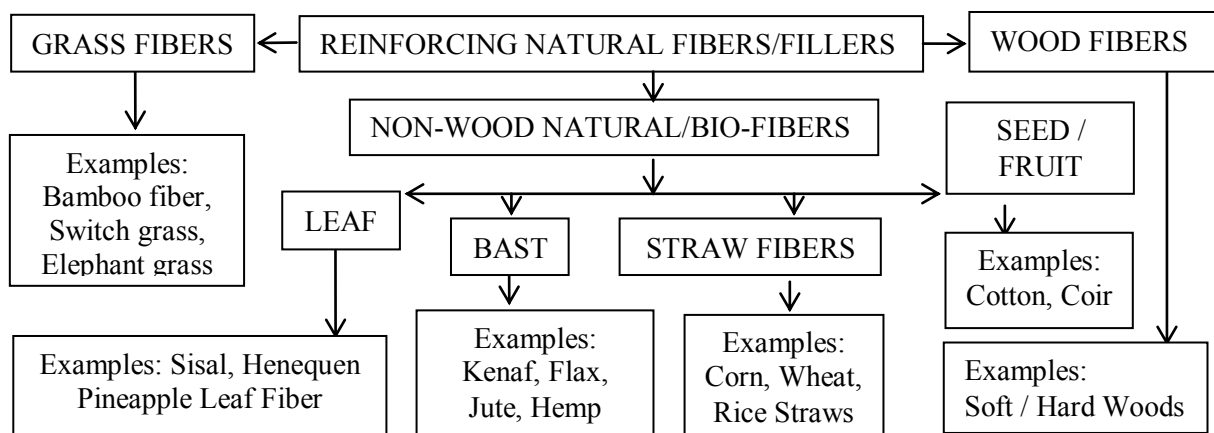 GRASS FIBERS
REINFORCING NATURAL FIBERS/FILLERS
WOOD FIBERS
NON-WOOD NATURAL/BIO-FIBERS
SEED /
FRUIT
Examples:
Bamboo fiber,
Switch grass,
Elephant grass
LEAF
BAST
STRAW FIBERS
Examples:
Cotton, Coir
Examples: Sisal, Henequen
Pineapple Leaf Fiber
Examples:
Kenaf, Flax,
Jute, Hemp
Examples:
Corn, Wheat,
Rice Straws
Examples:
Soft / Hard Woods